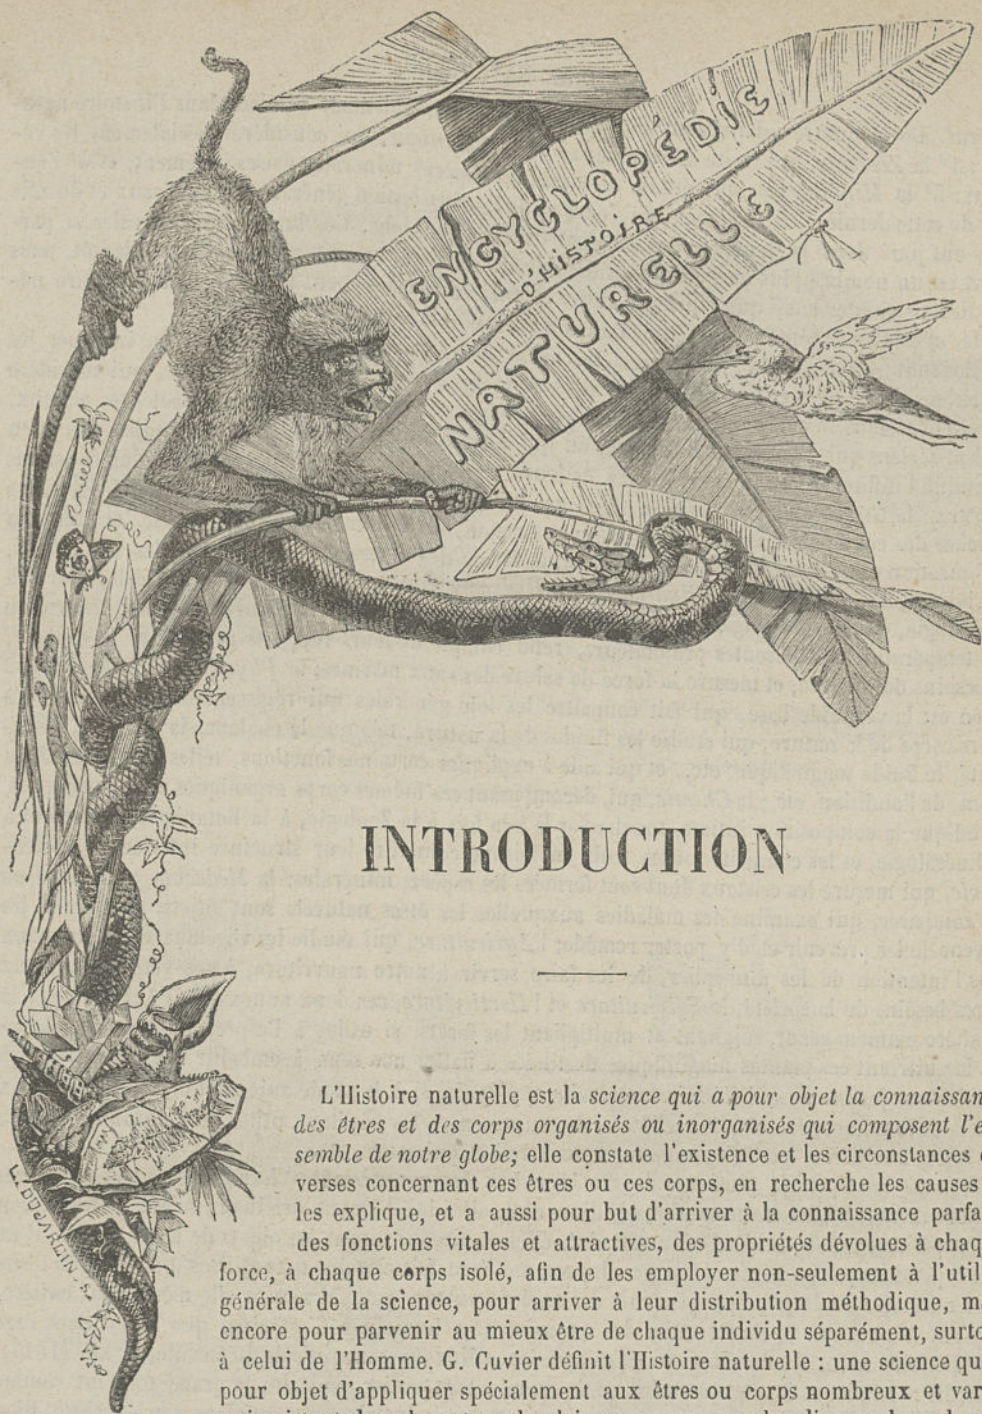 ENCYCLOPÉDIE
D'HISTOIRE
NATURELLE
INTRODUCTION
L'Histoire naturelle est la science qui a pour objet la connaissan
des êtres et des corps organisés ou inorganisés qui composent l'e
semble de notre globe; elle constate l'existence et les circonstances
verses concernant ces êtres ou ces corps, en recherche les causes
les explique, et a aussi pour but d'arriver à la connaissance parfa
des fonctions vitales et attractives, des propriétés dévolues à chaq
force, à chaque corps isolé, afin de les employer non-seulement à l'util
générale de la science, pour arriver à leur distribution méthodique, m
encore pour parvenir au mieux être de chaque individu séparément, surto
à celui de l'Homme. G. Cuvier définit l'Histoire naturelle : une science qu
pour objet d'appliquer spécialement aux êtres ou corps nombreux et var
L. DUJARDIN. S.